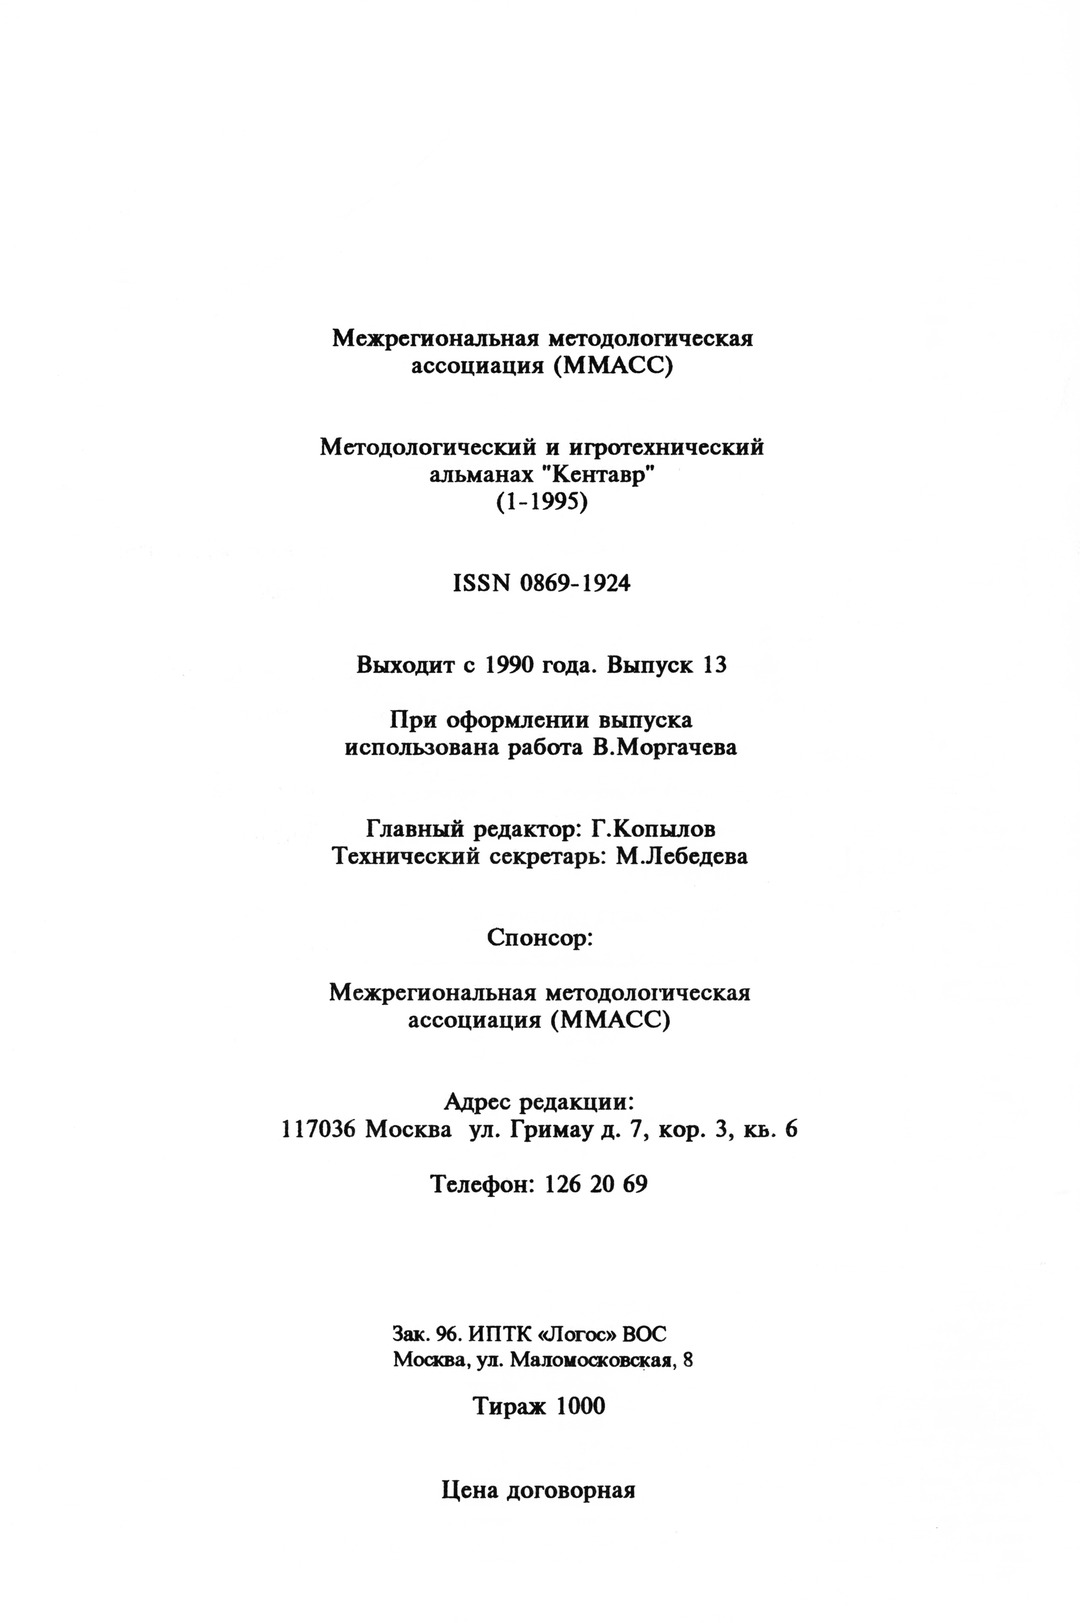 Межрегиональная методологическая
ассоциация (ММАСС)
Методологический и игротехнический
альманах "Кентавр"
(1-1995)
ISSN 0869-1924
Выходит с 1990 года. Выпуск 13
При оформлении выпуска
использована работа В.Моргачева
Главный редактор: Г.Копылов
Технический секретарь: М.Лебедева
Спонсор:
Межрегиональная методологическая
ассоциация (ММАСС)
Адрес редакции:
117036 Москва ул. Гримау д. 7, кор. 3, кь. 6
Телефон: 126 20 69
Зак. 96. ИПТК «Логос» ВОС
Москва, ул. Маломосковская, 8
Тираж 1000
Цена договорная